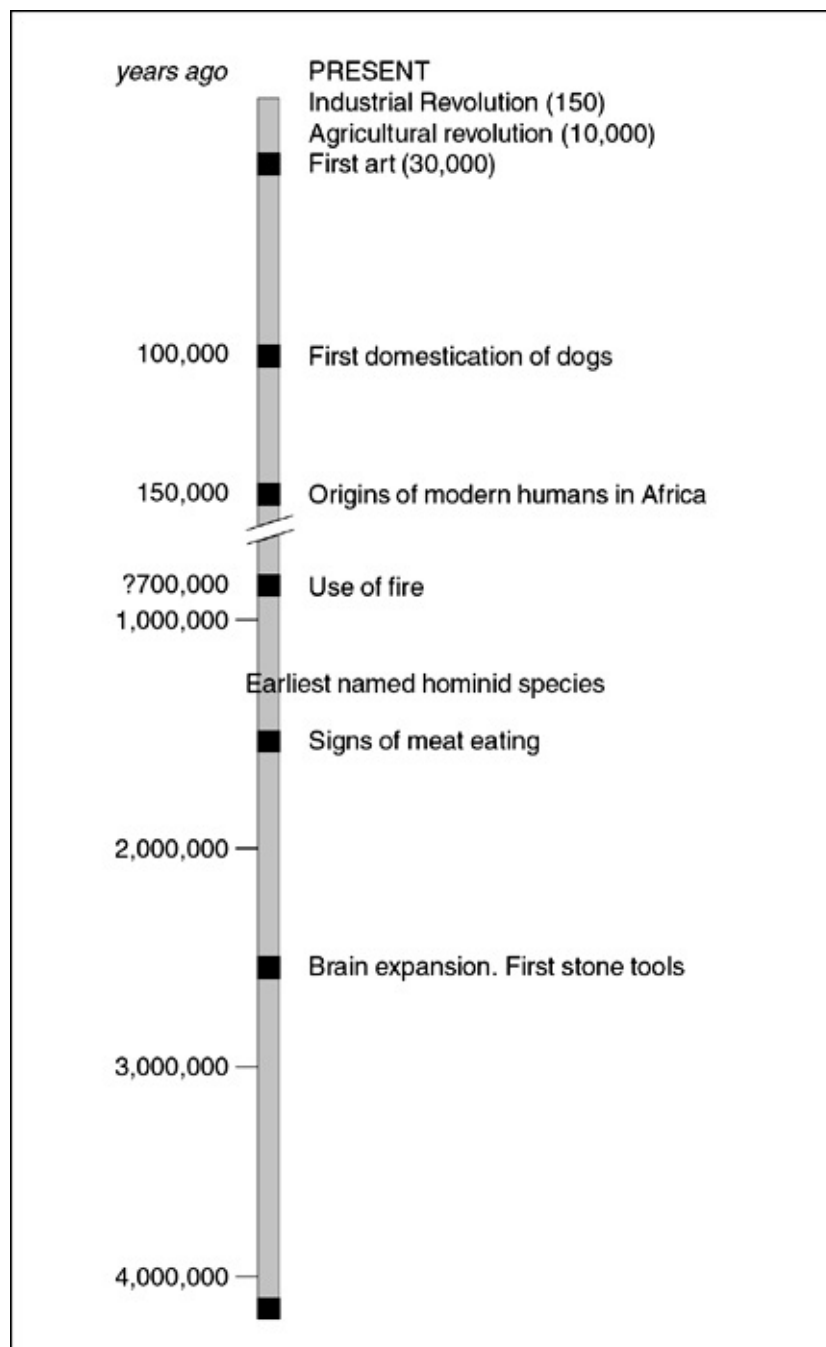 years ago PRESENT
Industrial Revolution (150)
Agricultural revolution (10,000)
First art (30,000)
100,000 First domestication of dogs
150,000 Origins of modern humans in Africa
?700,000 Use of fire
1,000,000
Earliest named hominid species
Signs of meat eating
2,000,000
Brain expansion. First stone tools
3,000,000
4,000,000